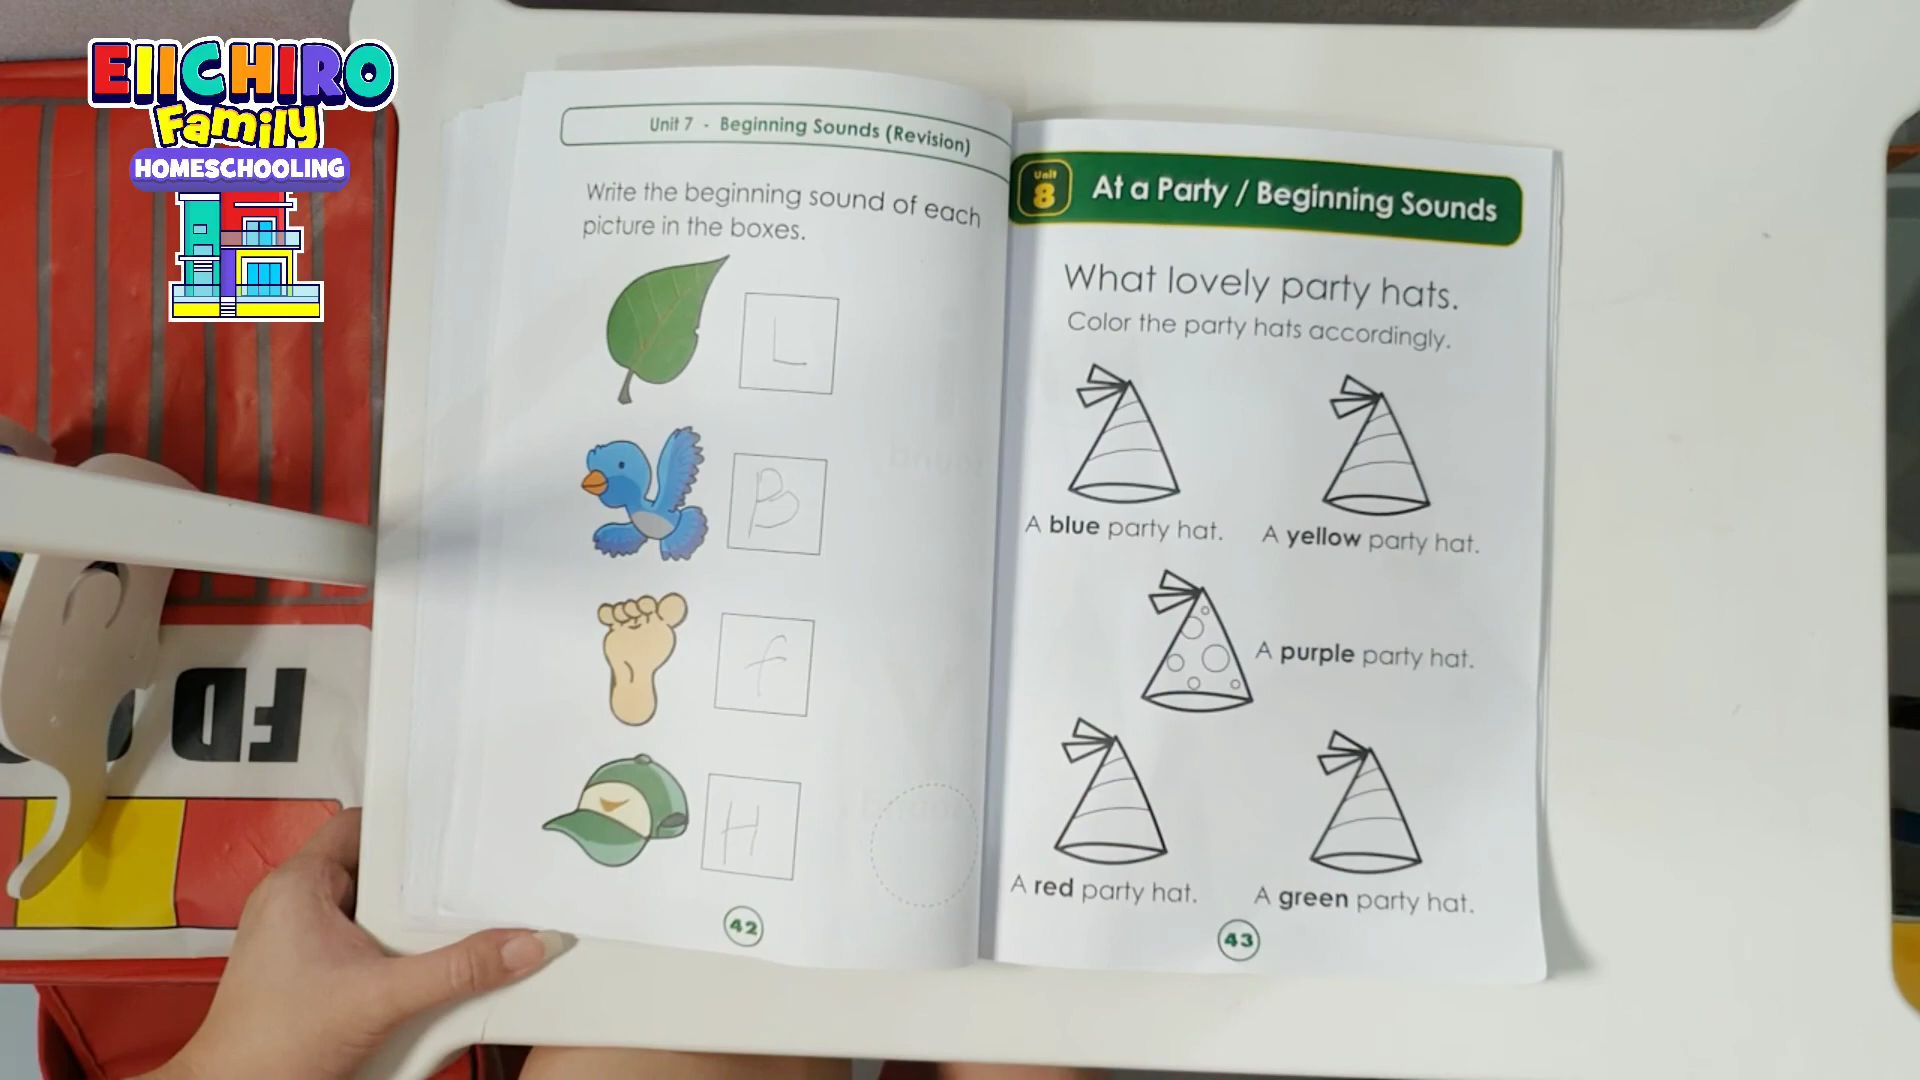 EIICHIRO
Family
HOMESCHOOLING
Unit 7 - Beginning Sounds (Revision)
Write the beginning sound of each
picture in the boxes.
L
B
f
H
42
Unit
8
At a Party / Beginning Sounds
What lovely party hats.
Color the party hats accordingly.
A blue party hat.
A yellow party hat.
A purple party hat.
A red party hat.
A green party hat.
43
FD